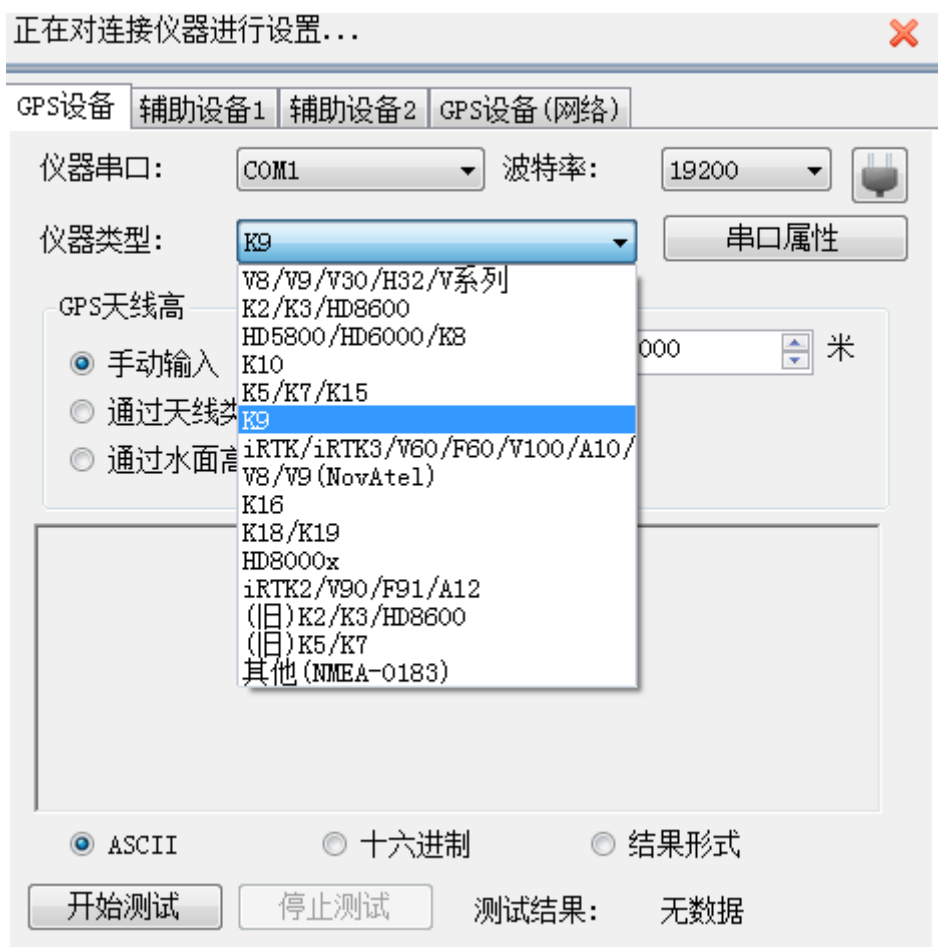 正在对连接仪器进行设置...
GPS设备 辅助设备1 辅助设备2 GPS设备(网络)
仪器串口: COM1 波特率: 19200
仪器类型: K9 串口属性
V8/V9/V30/H32/V系列
GPS天线高
K2/K3/HD8600
HD5800/HD6000/K8
手动输入 000 米
K10
K5/K7/K15
通过天线类
K9
iRTK/iRTK3/V60/F60/V100/A10/
通过水面高
V8/V9(NovAtel)
K16
K18/K19
HD8000x
iRTK2/V90/F91/A12
(旧)K2/K3/HD8600
(旧)K5/K7
其他(NMEA-0183)
ASCII 十六进制 结果形式
开始测试 停止测试 测试结果: 无数据